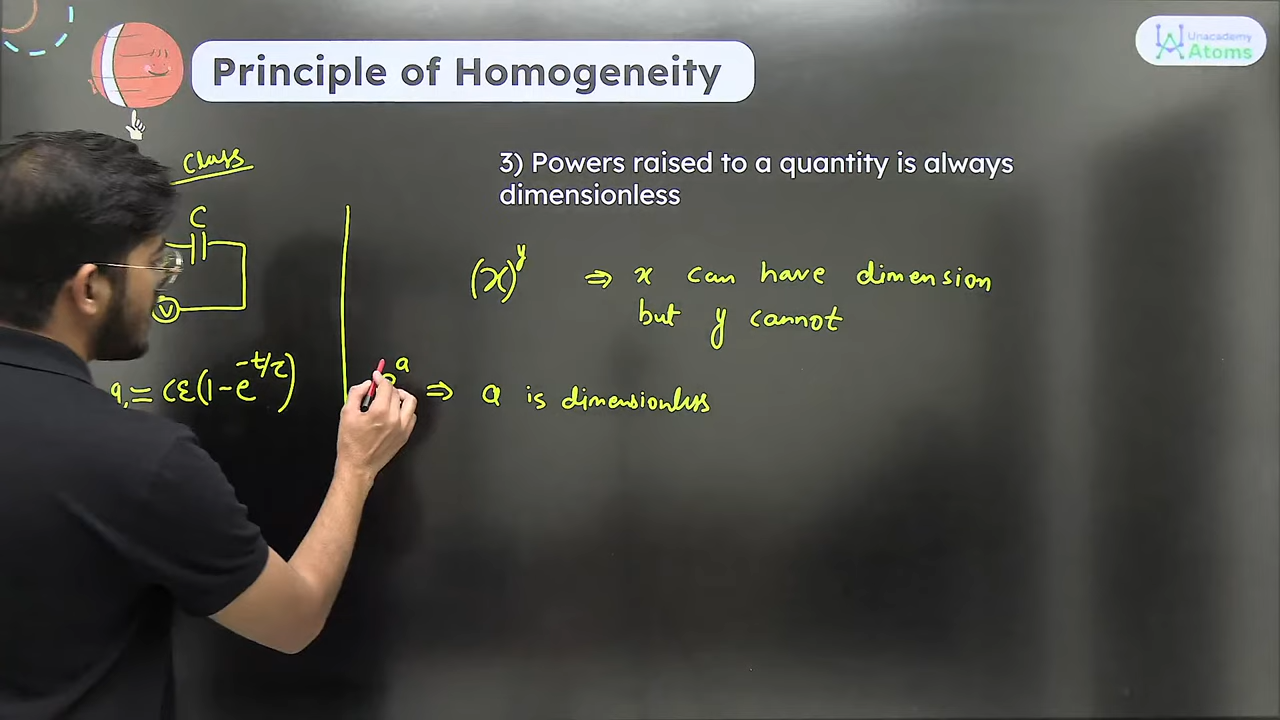 Principle of Homogeneity
Unacademy
Atoms
Class
3) Powers raised to a quantity is always
dimensionless
C
V
(x)^y ⇒ x can have dimension
but y cannot
q = Cε(1-e^{-t/τ})
a ⇒ a is dimensionless